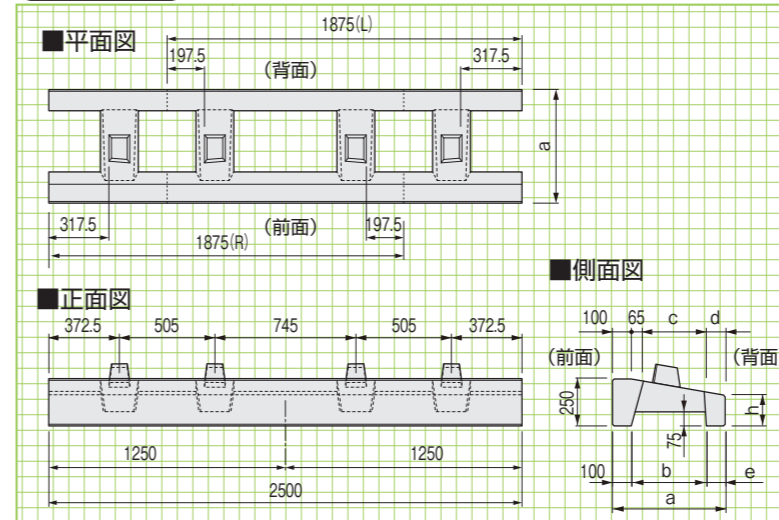 ■平面図
1875(L)
197.5
(背面)
317.5
a
317.5
(前面)
197.5
1875(R)
■正面図
372.5 505 745 505 372.5
1250 1250
2500
■側面図
100 65 c d
(前面) (背面
250
75
h
100 b e
a